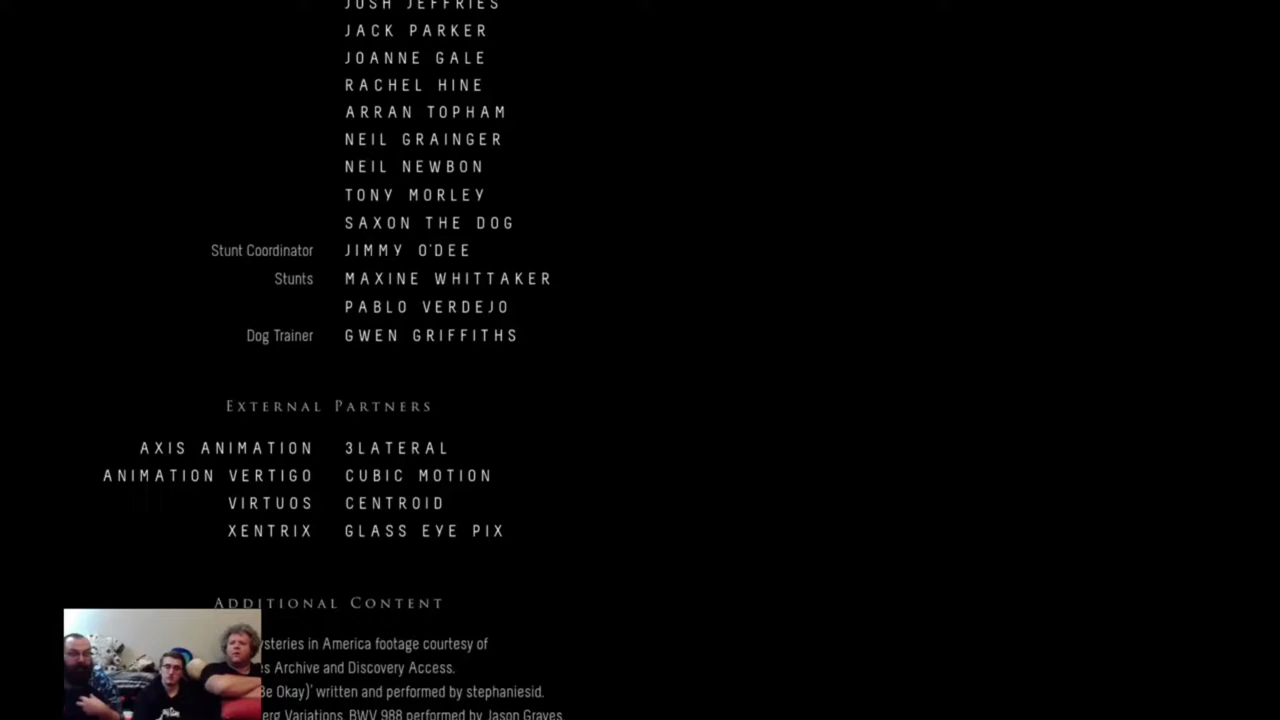 JOSH JEFFRIES
JACK PARKER
JOANNE GALE
RACHEL HINE
ARRAN TOPHAM
NEIL GRAINGER
NEIL NEWBON
TONY MORLEY
SAXON THE DOG
Stunt Coordinator JIMMY O'DEE
Stunts MAXINE WHITTAKER
PABLO VERDEJO
Dog Trainer GWEN GRIFFITHS
EXTERNAL PARTNERS
AXIS ANIMATION 3LATERAL
ANIMATION VERTIGO CUBIC MOTION
VIRTUOS CENTROID
XENTRIX GLASS EYE PIX
ADDITIONAL CONTENT
in America footage courtesy of
Archive and Discovery Access.
Be Okay)' written and performed by stephaniesid.
Variations, BWV 988 performed by Jason Graves